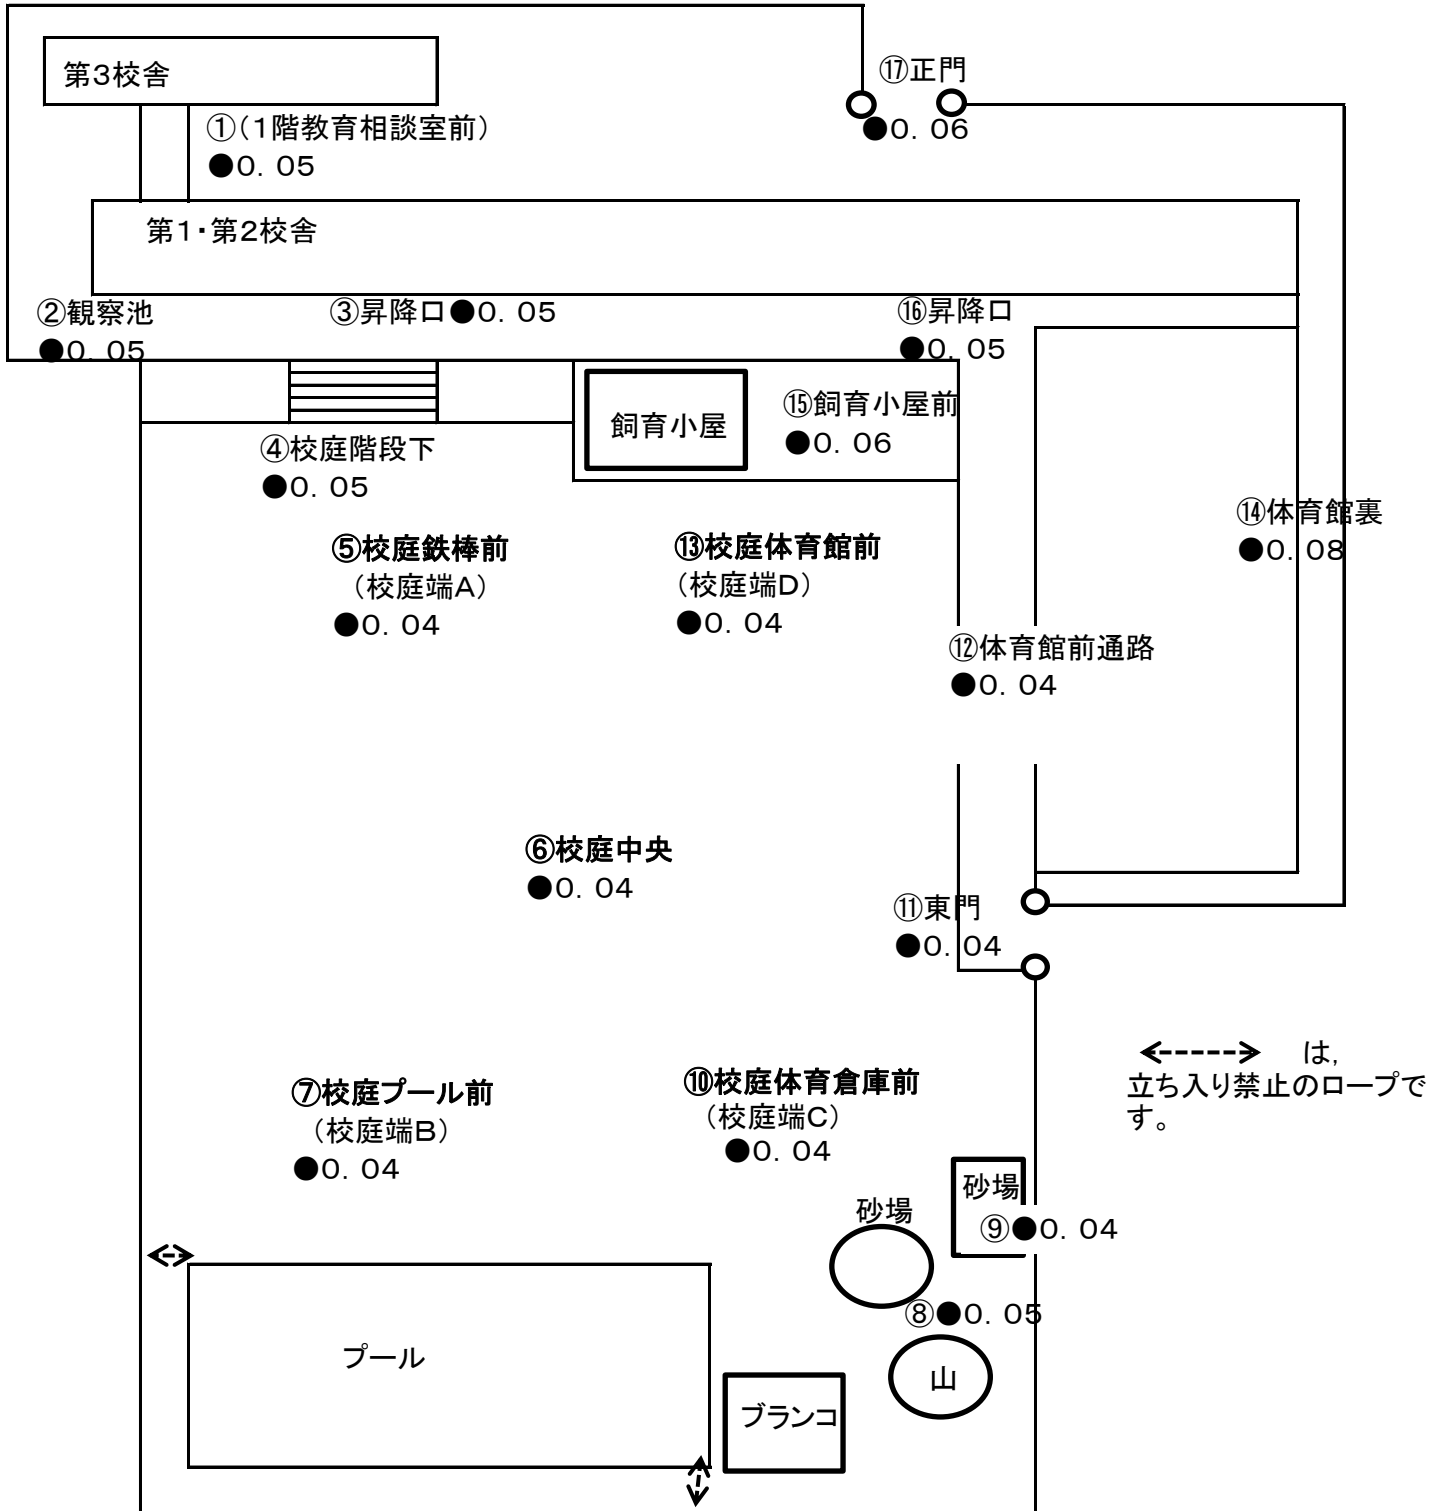 第3校舎
⑰正門
●0．06
①（1階教育相談室前）
●0．05
第1・第2校舎
②観察池
●0．05
③昇降口●0．05
⑯昇降口
●0．05
飼育小屋
⑮飼育小屋前
●0．06
④校庭階段下
●0．05
⑭体育館裏
●0．08
⑤校庭鉄棒前
（校庭端A）
●0．04
⑬校庭体育館前
（校庭端D）
●0．04
⑫体育館前通路
●0．04
⑥校庭中央
●0．04
⑪東門
●0．04
は，
立ち入り禁止のロープで
す。
⑦校庭プール前
（校庭端B）
●0．04
⑩校庭体育倉庫前
（校庭端C）
●0．04
砂場
⑨●0．04
砂場
⑧●0．05
プール
山
ブランコ